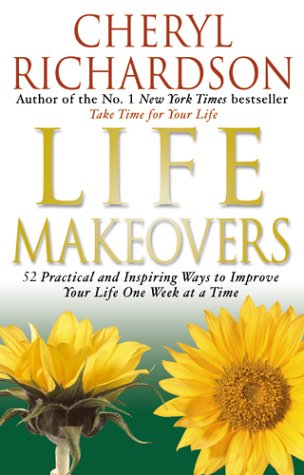 CHERYL
RICHARDSON
Author of the No. 1 New York Times bestseller
Take Time for Your Life
LIFE
MAKEOVERS
52 Practical and Inspiring Ways to Improve
Your Life One Week at a Time